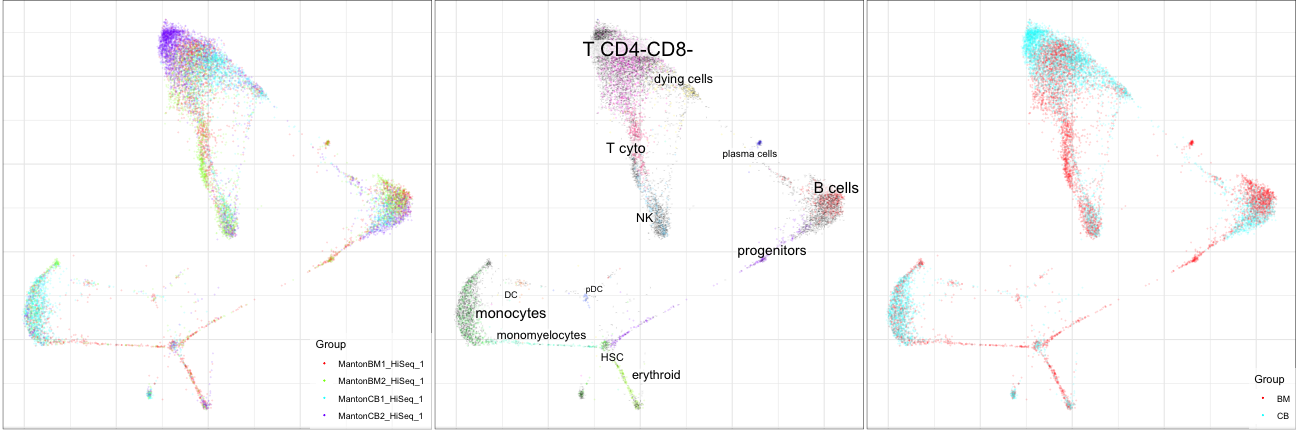 Group
MantonBM1_HiSeq_1
MantonBM2_HiSeq_1
MantonCB1_HiSeq_1
MantonCB2_HiSeq_1
T CD4-CD8-
dying cells
T cyto
plasma cells
B cells
NK
progenitors
DC
pDC
monocytes
monomyelocytes
HSC
erythroid
Group
BM
CB